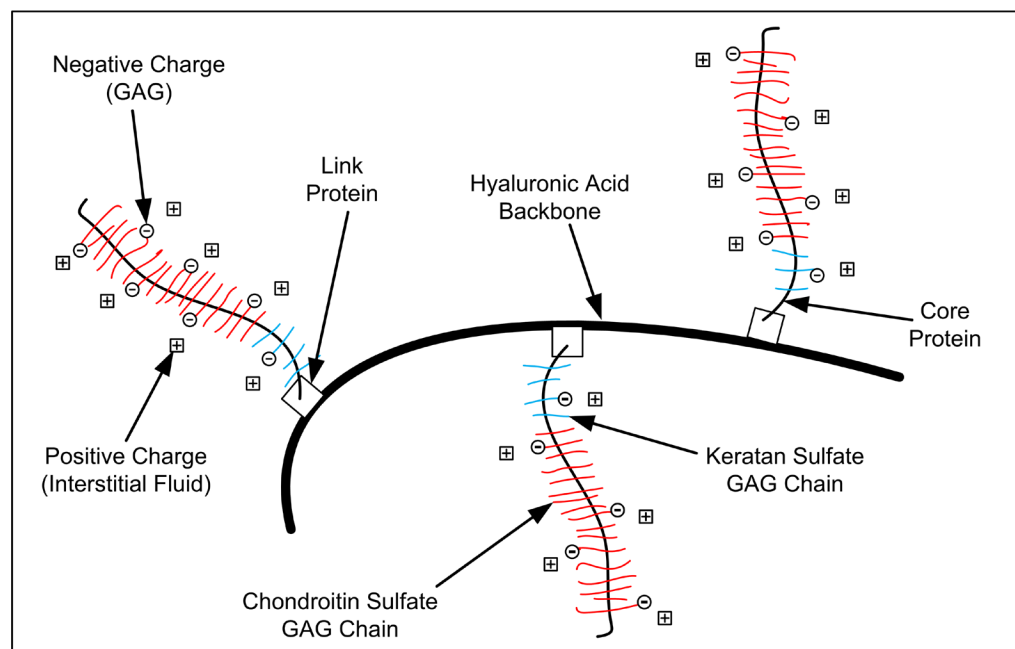 Negative Charge
(GAG)
Link
Protein
Hyaluronic Acid
Backbone
Core
Protein
Positive Charge
(Interstitial Fluid)
Keratan Sulfate
GAG Chain
Chondroitin Sulfate
GAG Chain